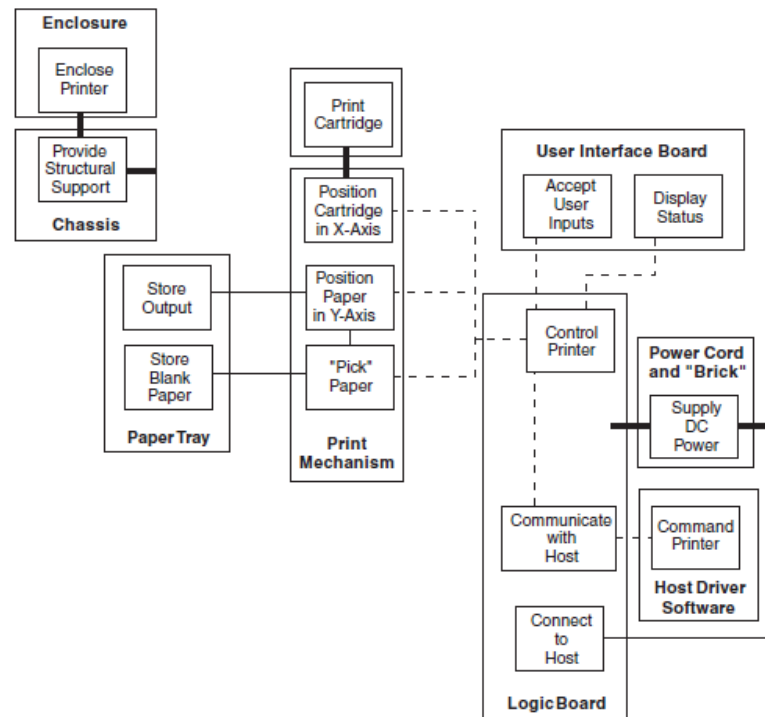 Enclosure
Enclose
Printer
Provide
Structural
Support
Chassis
Print
Cartridge
Position
Cartridge
in X-Axis
Position
Paper
in Y-Axis
"Pick"
Paper
Print
Mechanism
Store
Output
Store
Blank
Paper
Paper Tray
User Interface Board
Accept
User
Inputs
Display
Status
Control
Printer
Communicate
with
Host
Connect
to
Host
Logic Board
Power Cord
and "Brick"
Supply
DC
Power
Command
Printer
Host Driver
Software